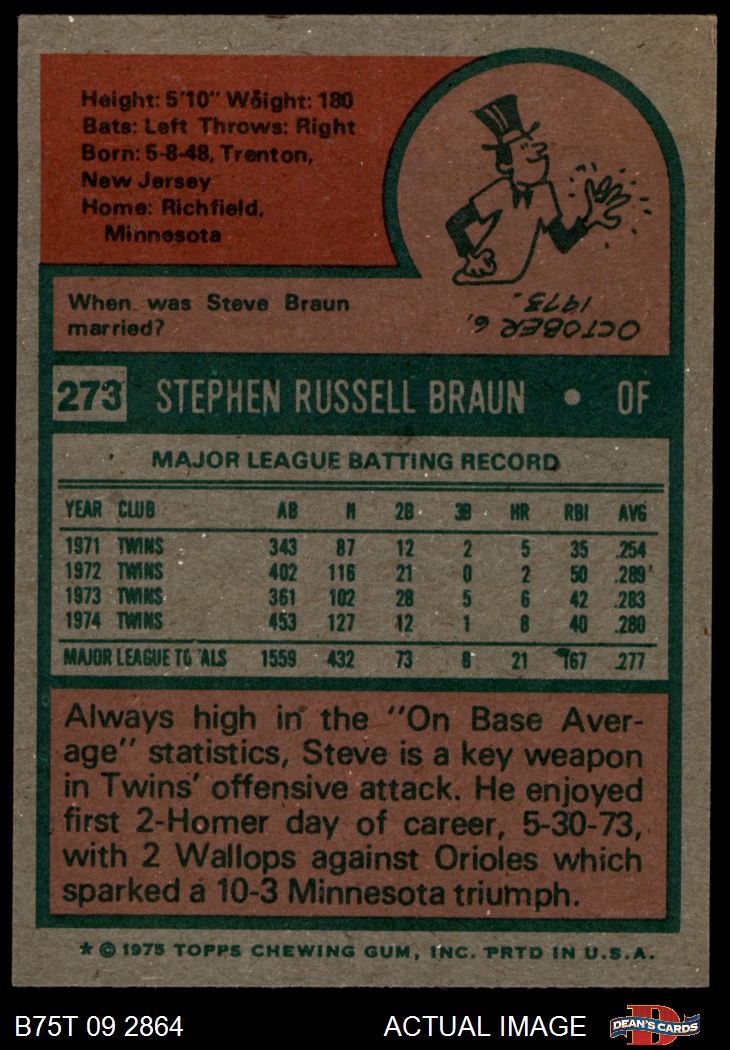 Height: 5'10" Weight: 180
Bats: Left Throws: Right
Born: 5-8-48, Trenton,
New Jersey
Home: Richfield,
Minnesota
When was Steve Braun
married?
OCTOBER 6,
1973.
273 STEPHEN RUSSELL BRAUN • OF
MAJOR LEAGUE BATTING RECORD
YEAR CLUB AB H 2B 3B HR RBI AVG
1971 TWINS 343 87 12 2 5 35 .254
1972 TWINS 402 116 21 0 2 50 .289
1973 TWINS 361 102 28 5 6 42 .283
1974 TWINS 453 127 12 1 8 40 .280
MAJOR LEAGUE TOTALS 1559 432 73 8 21 167 .277
Always high in the "On Base Aver-
age" statistics, Steve is a key weapon
in Twins' offensive attack. He enjoyed
first 2-Homer day of career, 5-30-73,
with 2 Wallops against Orioles which
sparked a 10-3 Minnesota triumph.
* © 1975 TOPPS CHEWING GUM, INC. PRTD IN U.S.A.
B75T 09 2864 ACTUAL IMAGE D DEAN'S CARDS